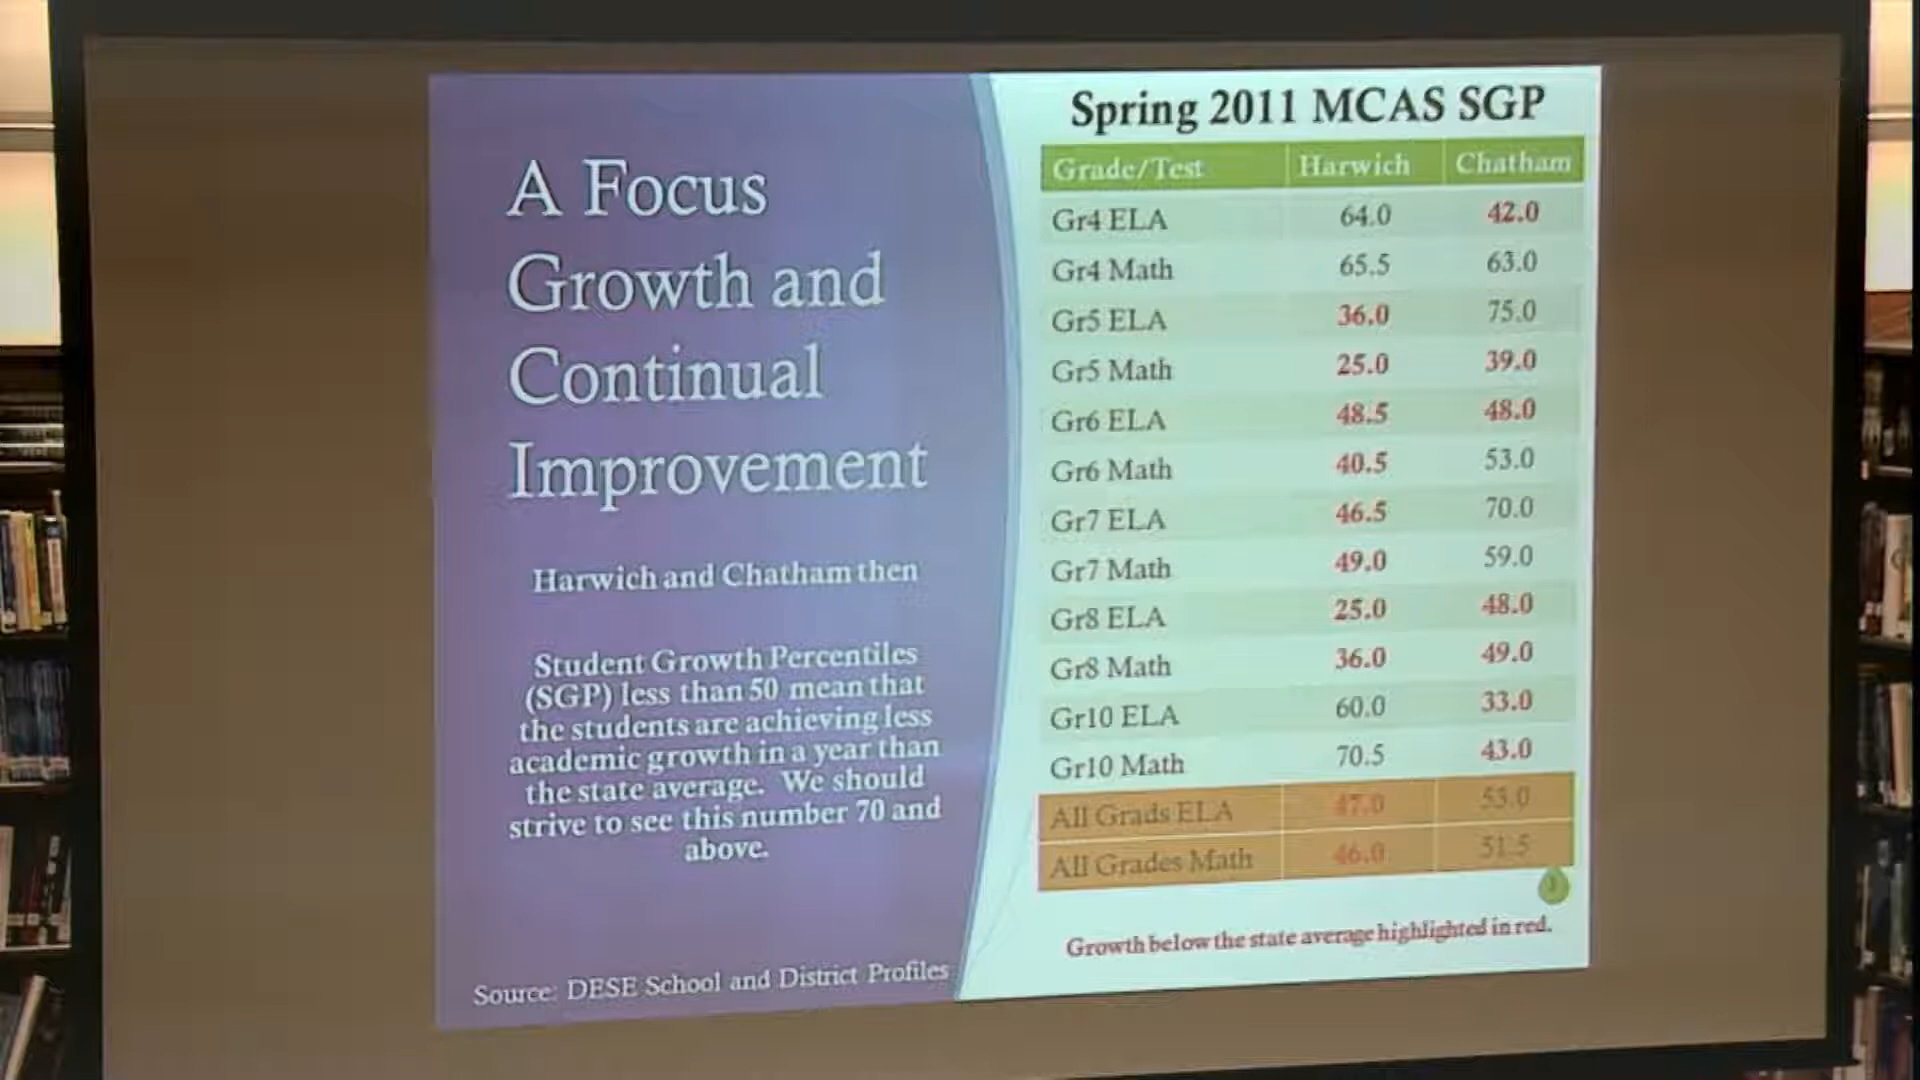 A Focus
Growth and
Continual
Improvement
Harwich and Chatham then
Student Growth Percentiles
(SGP) less than 50 mean that
the students are achieving less
academic growth in a year than
the state average. We should
strive to see this number 70 and
above.
Source: DESE School and District Profiles
Spring 2011 MCAS SGP
Grade/Test Harwich Chatham
Gr4 ELA 64.0 42.0
Gr4 Math 65.5 63.0
Gr5 ELA 36.0 75.0
Gr5 Math 25.0 39.0
Gr6 ELA 48.5 48.0
Gr6 Math 40.5 53.0
Gr7 ELA 46.5 70.0
Gr7 Math 49.0 59.0
Gr8 ELA 25.0 48.0
Gr8 Math 36.0 49.0
Gr10 ELA 60.0 33.0
Gr10 Math 70.5 43.0
All Grads ELA 47.0 53.0
All Grades Math 46.0 51.5
Growth below the state average highlighted in red.